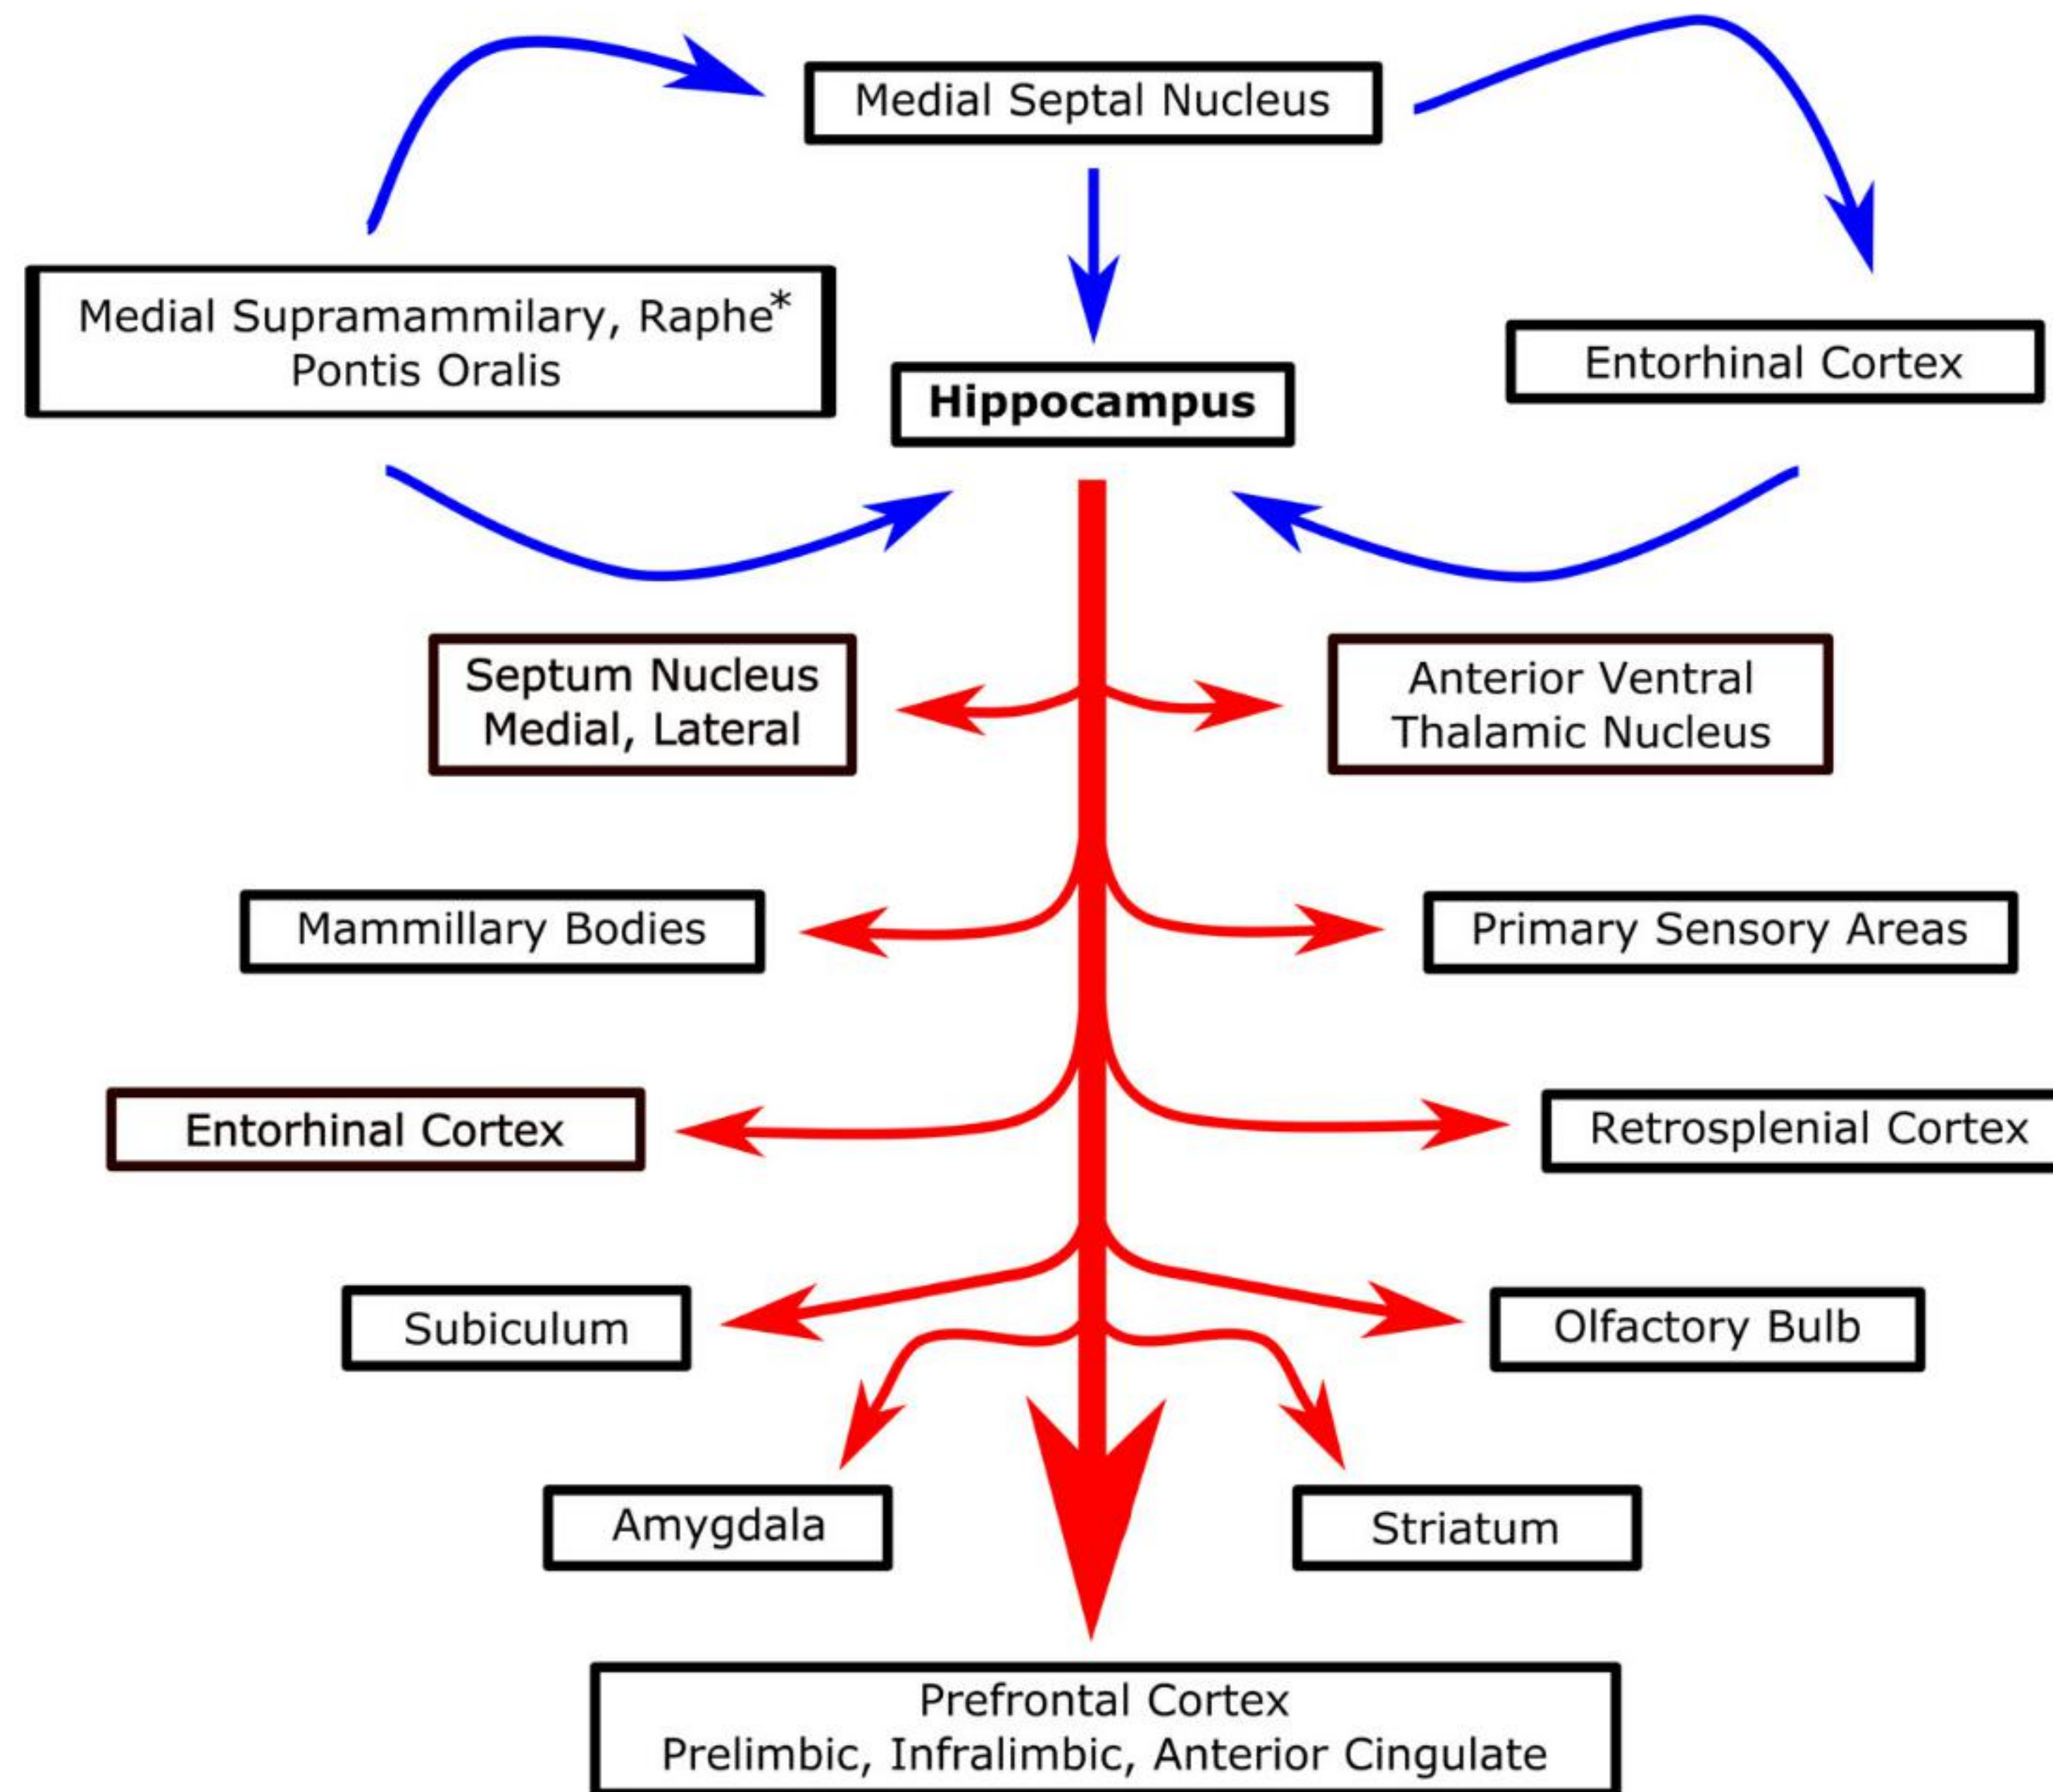 Medial Septal Nucleus
Medial Supramammilary, Raphe*
Pontis Oralis
Hippocampus
Entorhinal Cortex
Septum Nucleus
Medial, Lateral
Anterior Ventral
Thalamic Nucleus
Mammillary Bodies
Primary Sensory Areas
Entorhinal Cortex
Retrosplenial Cortex
Subiculum
Olfactory Bulb
Amygdala
Striatum
Prefrontal Cortex
Prelimbic, Infralimbic, Anterior Cingulate